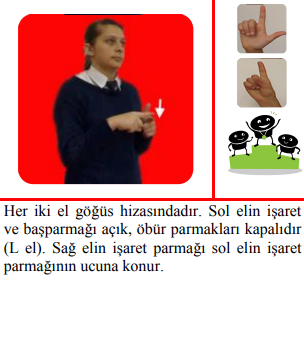 Her iki el göğüs hizasındadır. Sol elin işaret
ve başparmağı açık, öbür parmakları kapalıdır
(L el). Sağ elin işaret parmağı sol elin işaret
parmağının ucuna konur.